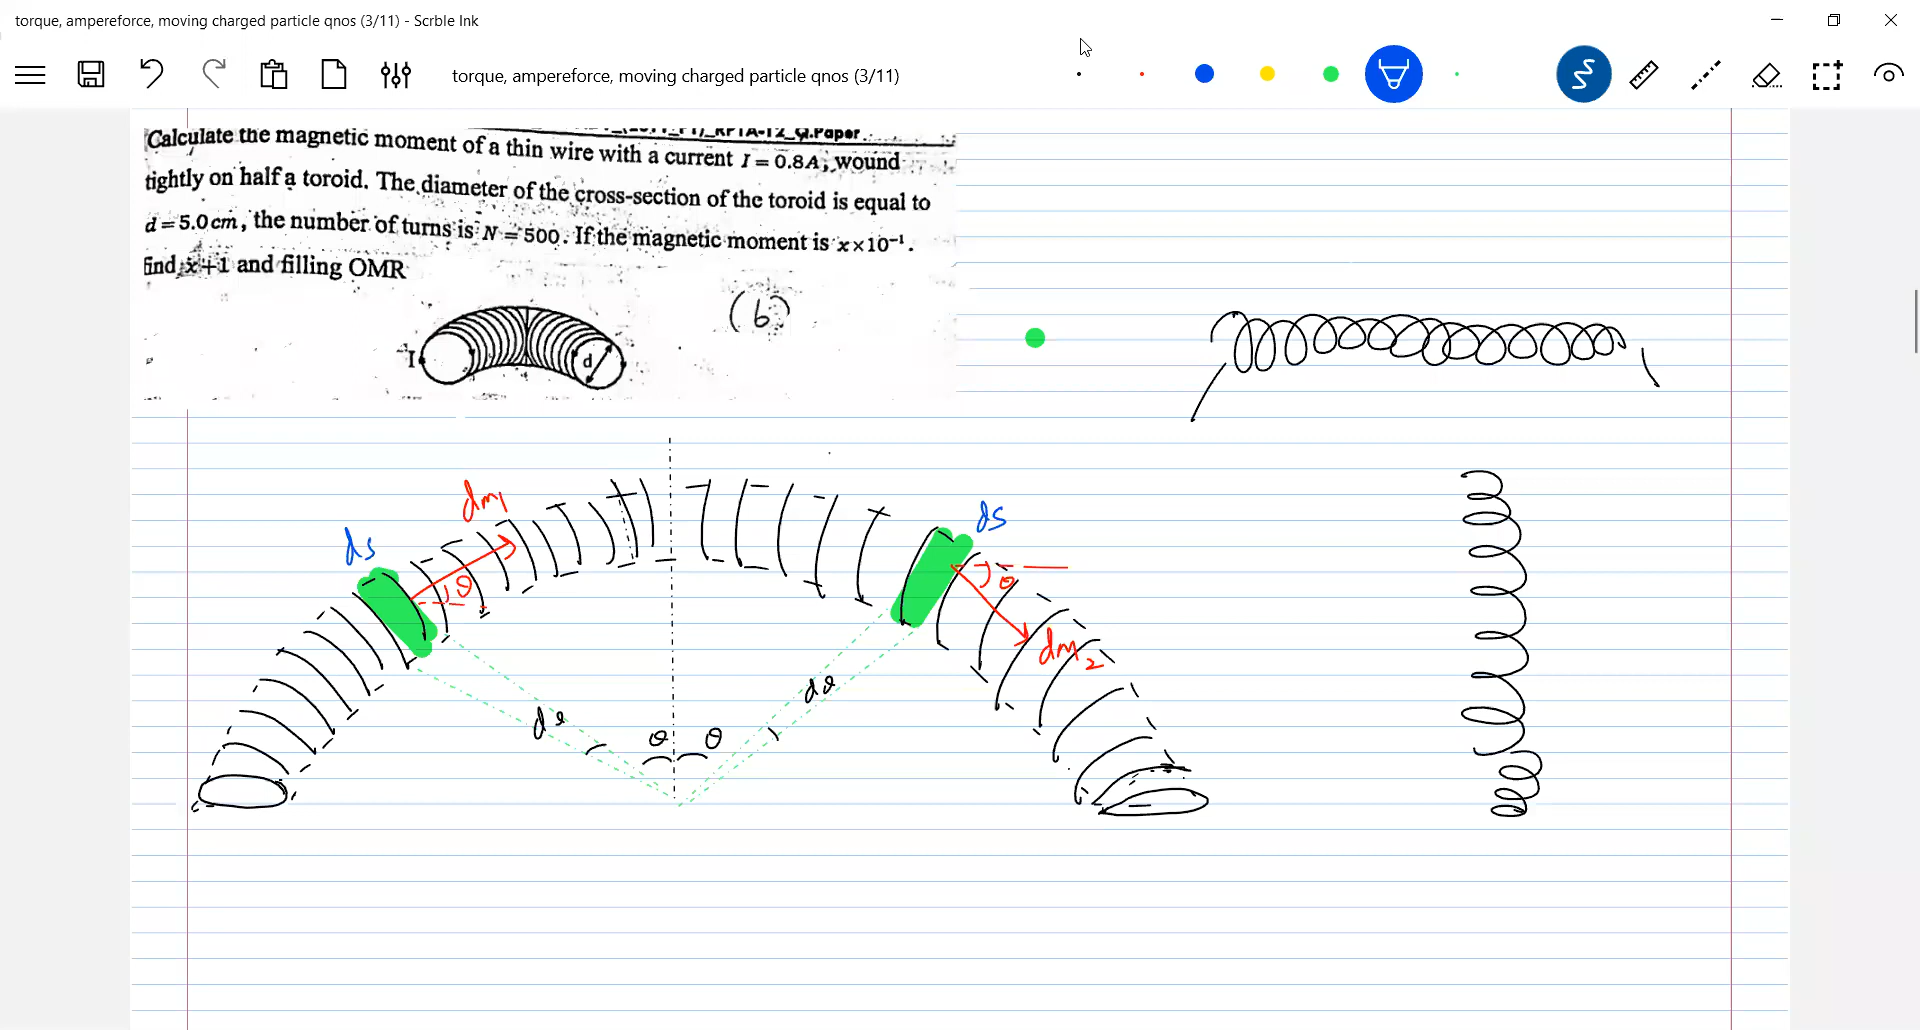 torque, ampereforce, moving charged particle qnos (3/11) - Scrble Ink
torque, ampereforce, moving charged particle qnos (3/11)
Q.Paper
Calculate the magnetic moment of a thin wire with a current I = 0.8A, wound
tightly on half a toroid. The diameter of the cross-section of the toroid is equal to
d = 5.0 cm, the number of turns is N = 500. If the magnetic moment is x×10⁻¹.
find x+1 and filling OMR
(6)
I
d
dm₁
ds
ds
θ
θ
dm₂
dθ
dθ
θ
θ